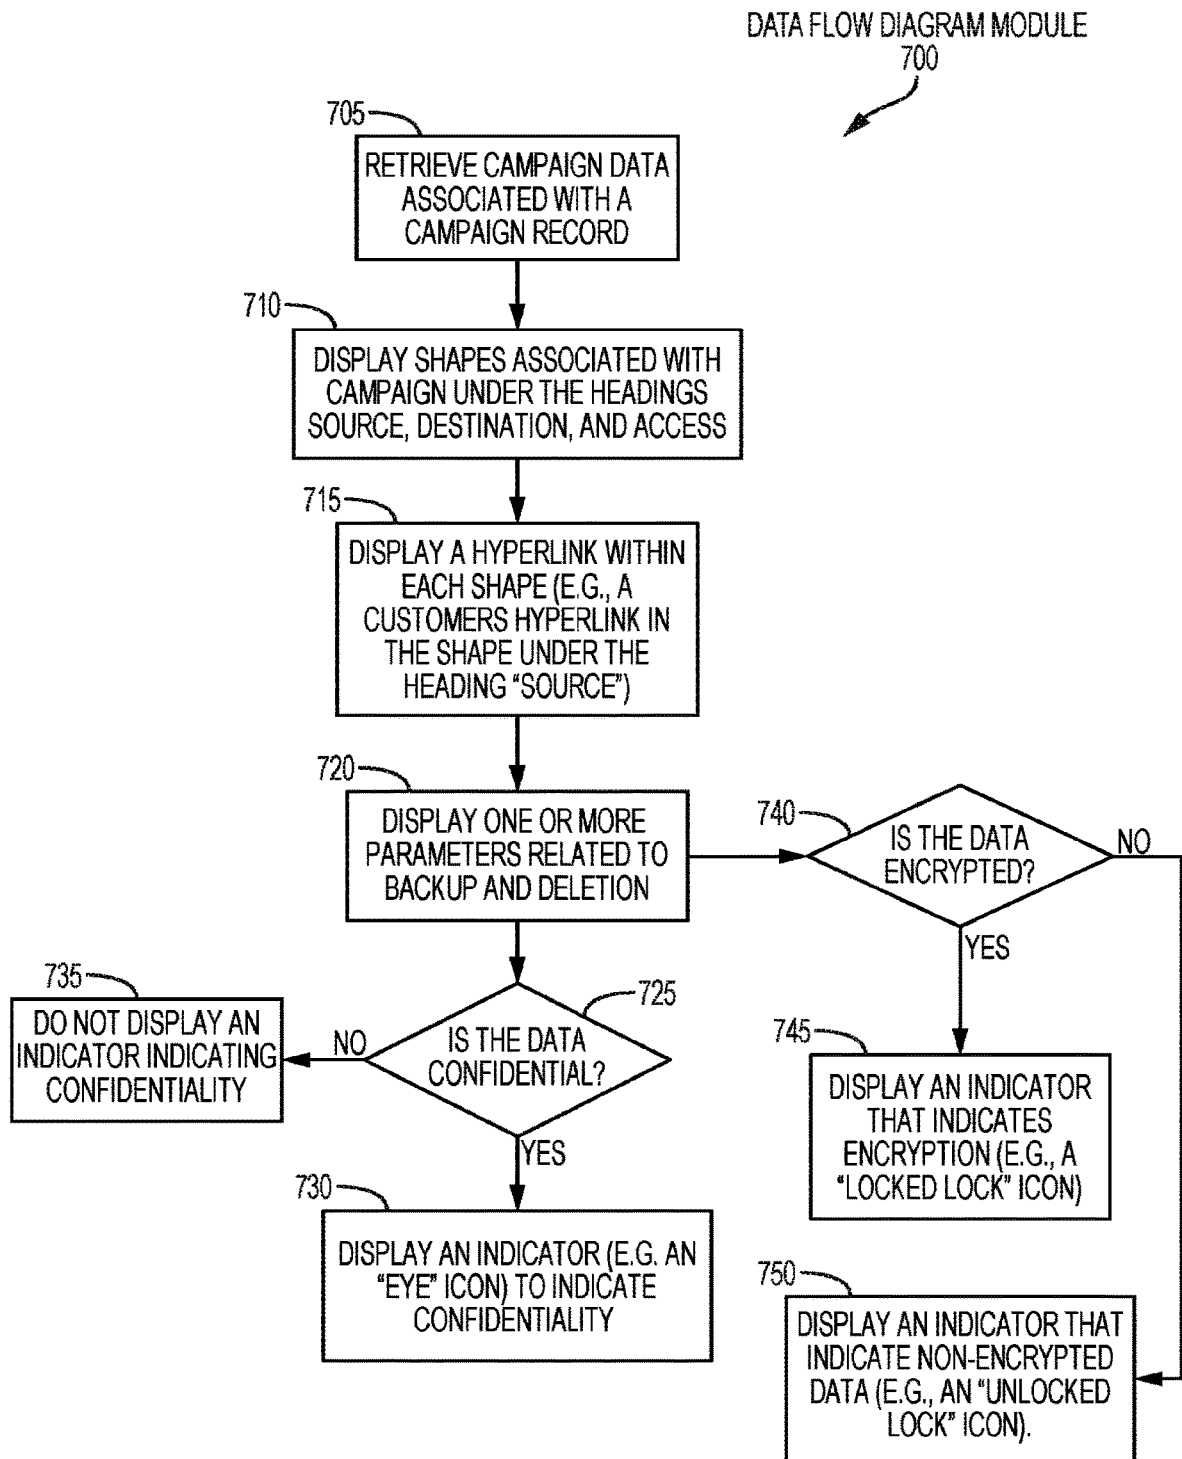 DATA FLOW DIAGRAM MODULE
700
705
RETRIEVE CAMPAIGN DATA
ASSOCIATED WITH A
CAMPAIGN RECORD
710
DISPLAY SHAPES ASSOCIATED WITH
CAMPAIGN UNDER THE HEADINGS
SOURCE, DESTINATION, AND ACCESS
715
DISPLAY A HYPERLINK WITHIN
EACH SHAPE (E.G., A
CUSTOMERS HYPERLINK IN
THE SHAPE UNDER THE
HEADING “SOURCE”)
720
DISPLAY ONE OR MORE
PARAMETERS RELATED TO
BACKUP AND DELETION
740
IS THE DATA
ENCRYPTED?
NO
YES
725
IS THE DATA
CONFIDENTIAL?
NO
YES
735
DO NOT DISPLAY AN
INDICATOR INDICATING
CONFIDENTIALITY
745
DISPLAY AN INDICATOR
THAT INDICATES
ENCRYPTION (E.G., A
“LOCKED LOCK” ICON)
730
DISPLAY AN INDICATOR (E.G. AN
“EYE” ICON) TO INDICATE
CONFIDENTIALITY
750
DISPLAY AN INDICATOR THAT
INDICATE NON-ENCRYPTED
DATA (E.G., AN “UNLOCKED
LOCK” ICON).